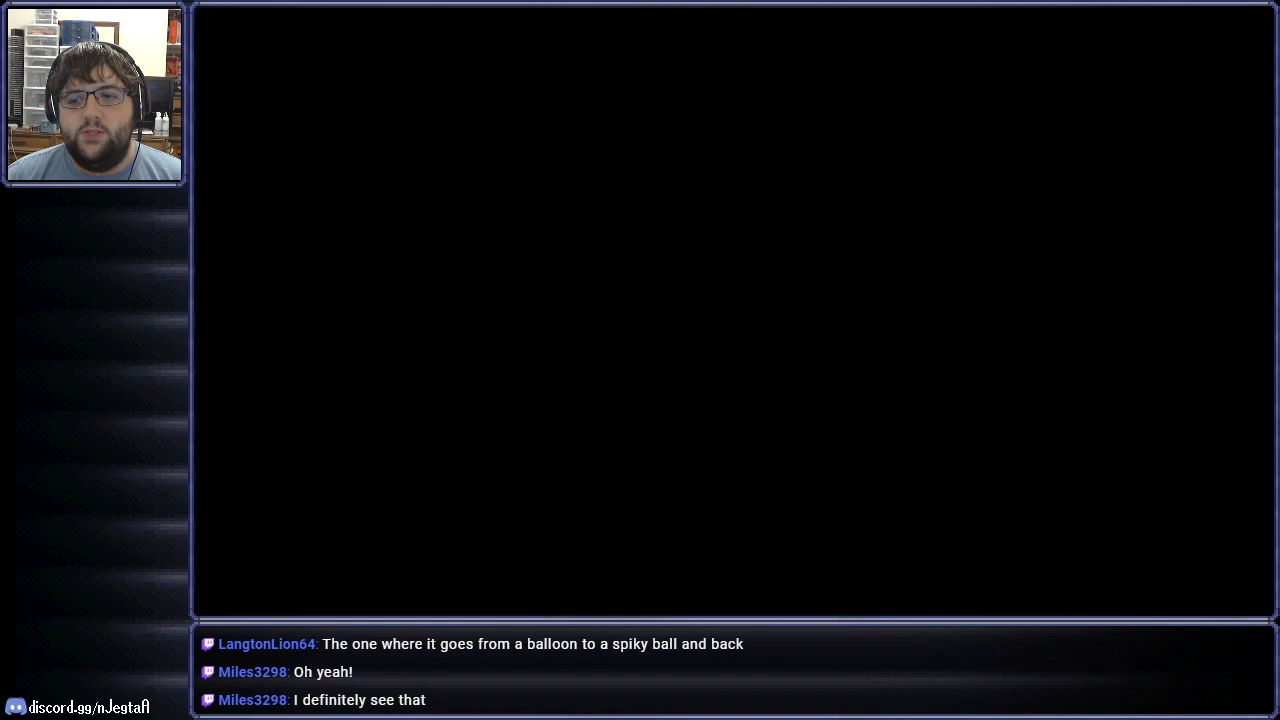 LangtonLion64: The one where it goes from a balloon to a spiky ball and back
Miles3298: Oh yeah!
Miles3298: I definitely see that
discord.gg/nJegtaA